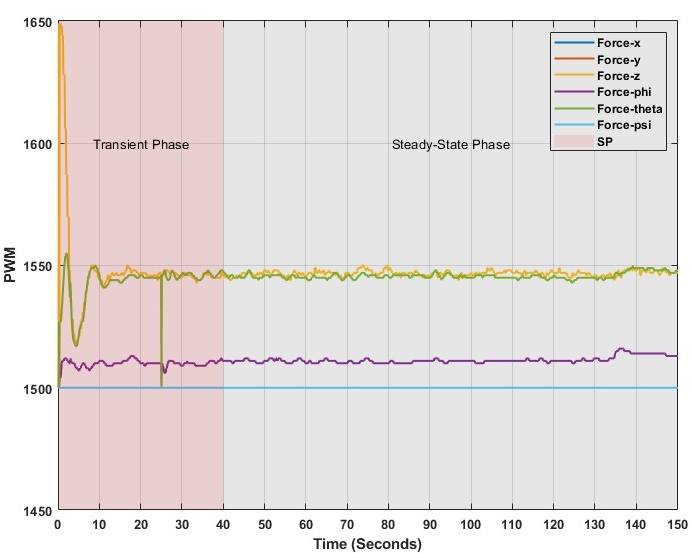 1650
1600
1550
1500
1450
PWM
Transient Phase
Steady-State Phase
Force-x
Force-y
Force-z
Force-phi
Force-theta
Force-psi
SP
0 10 20 30 40 50 60 70 80 90 100 110 120 130 140 150
Time (Seconds)